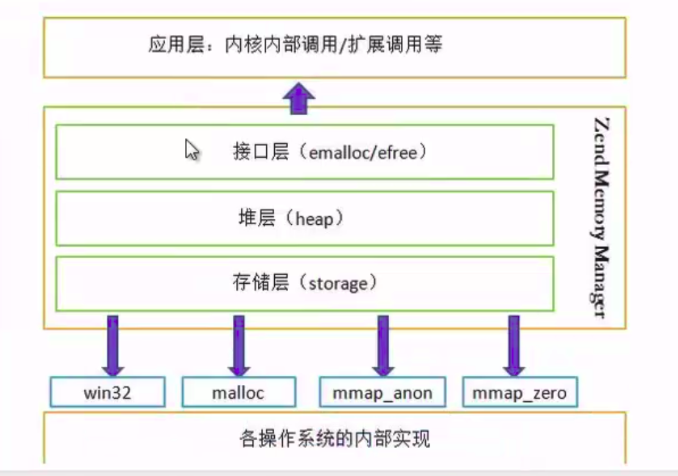 应用层：内核内部调用/扩展调用等
接口层（emalloc/efree）
堆层（heap）
存储层（storage）
Zend Memory Manager
win32
malloc
mmap_anon
mmap_zero
各操作系统的内部实现